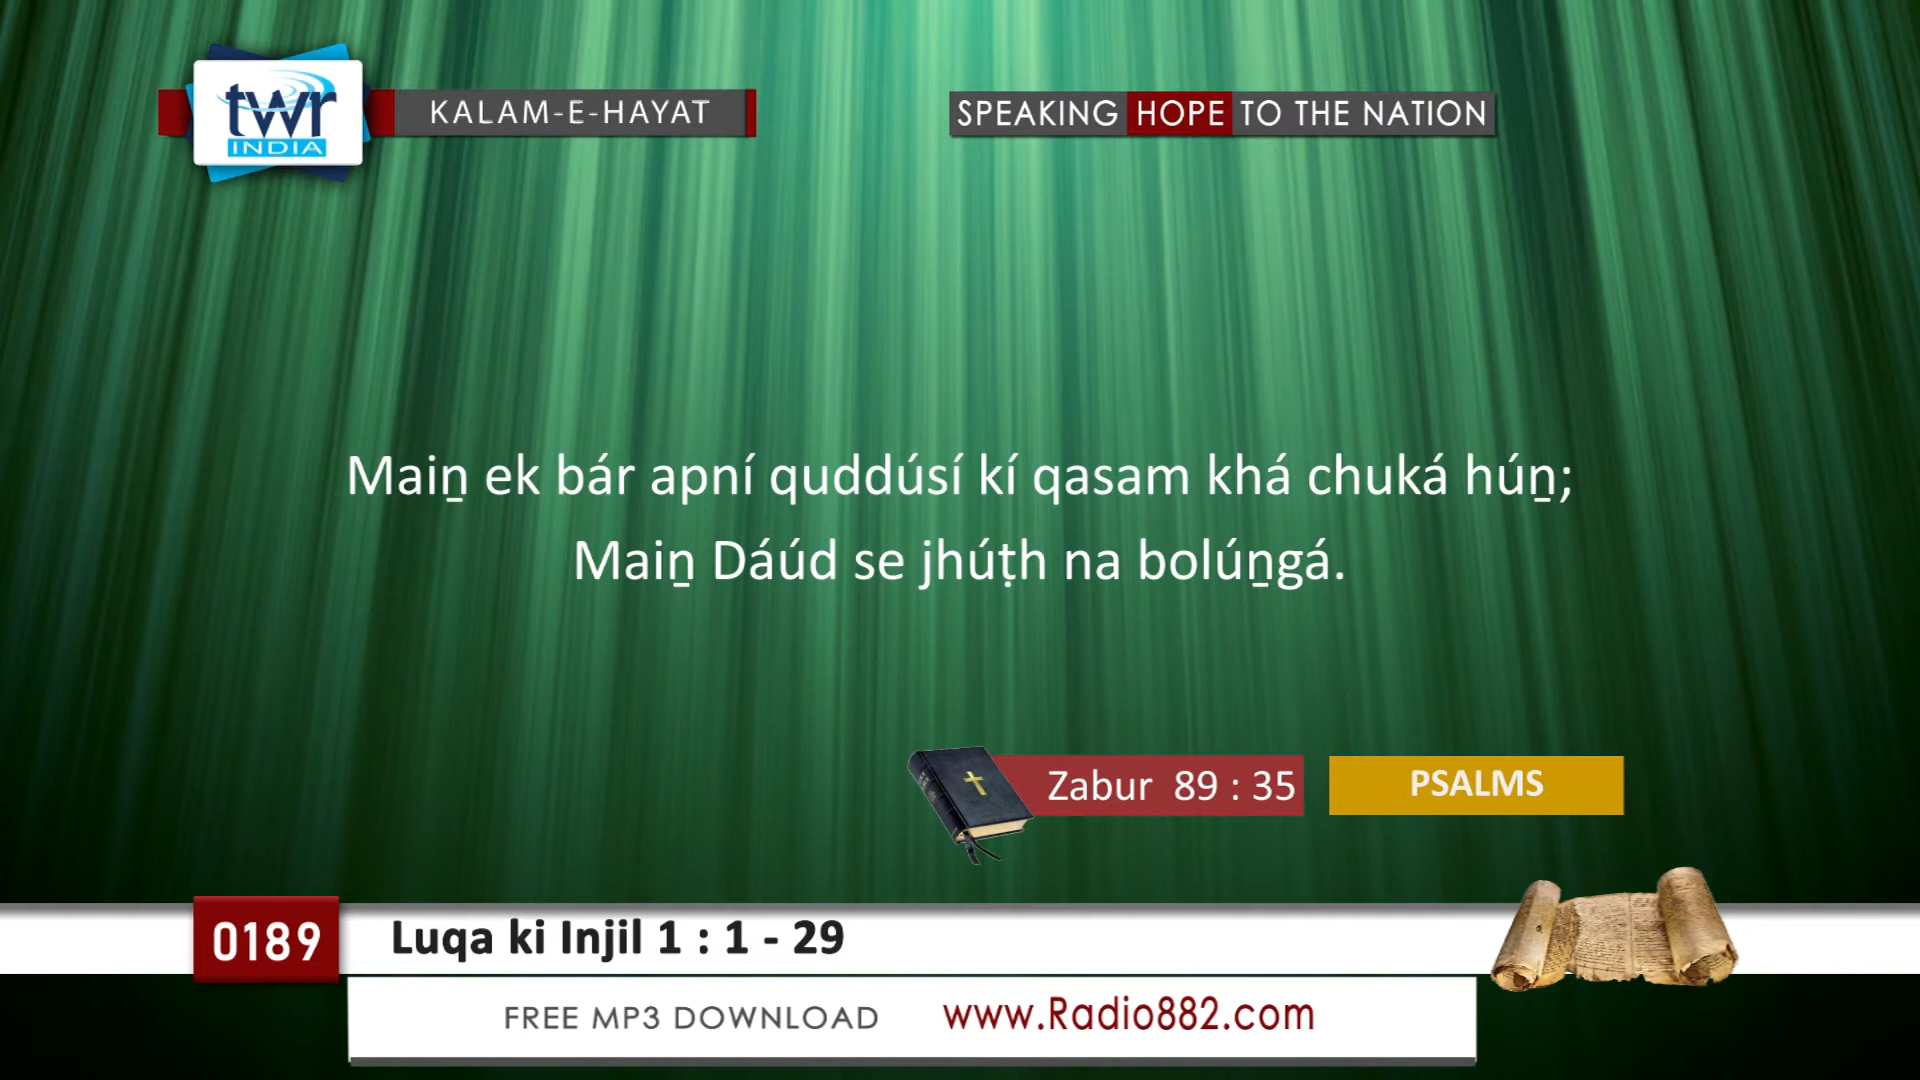 twr
INDIA
KALAM-E-HAYAT
SPEAKING HOPE TO THE NATION
Maiṉ ek bár apní quddúsí kí qasam khá chuká húṉ;
Maiṉ Dáúd se jhúṭh na bolúṉgá.
Zabur 89 : 35
PSALMS
0189
Luqa ki Injil 1 : 1 - 29
FREE MP3 DOWNLOAD
www.Radio882.com